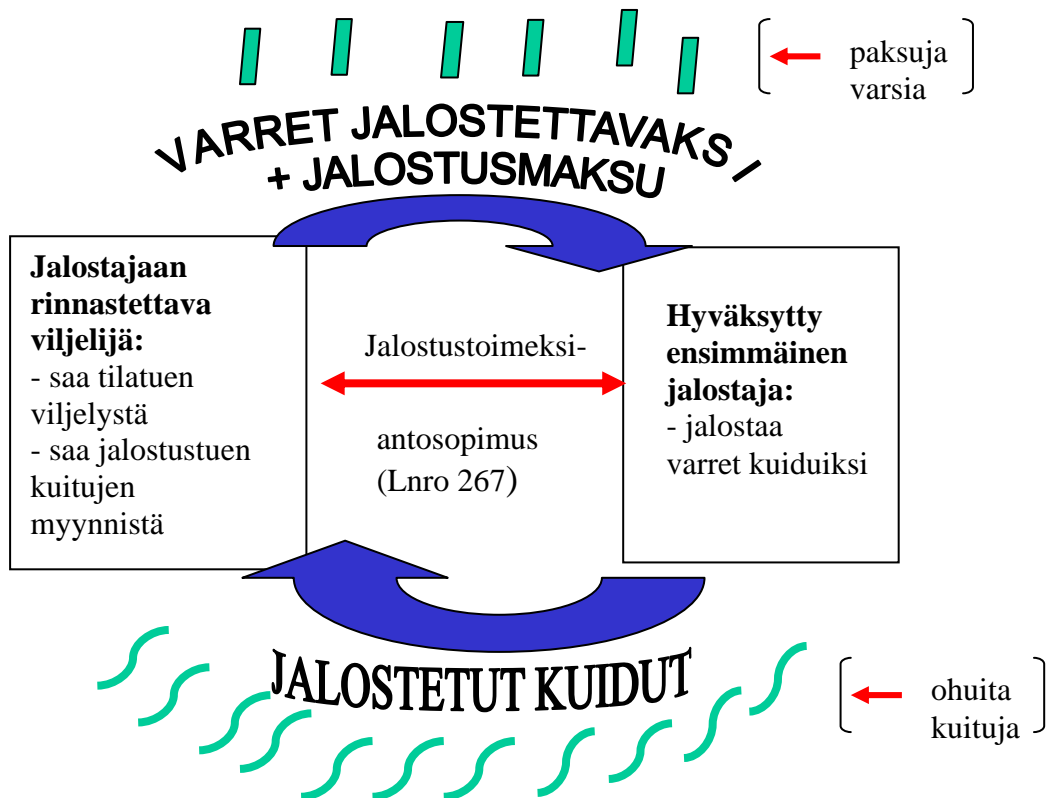 paksuja
varsia
VARRET JALOSTETTAVAKSI
+ JALOSTUSMAKSU
Jalostajaan
rinnastettava
viljelijä:
- saa tilatuen
viljelystä
- saa jalostustuen
kuitujen
myynnistä
Jalostustoimeksi-
antosopimus
(Lnro 267)
Hyväksytty
ensimmäinen
jalostaja:
- jalostaa
varret kuiduiksi
JALOSTETUT KUIDUT
ohuita
kuituja